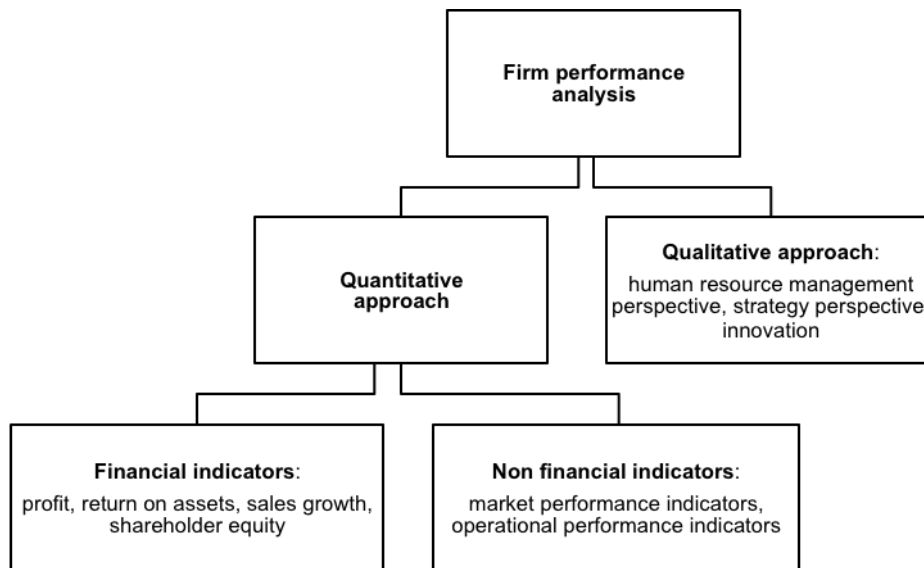 Firm performance
analysis
Quantitative
approach
Qualitative approach:
human resource management
perspective, strategy perspective
innovation
Financial indicators:
profit, return on assets, sales growth,
shareholder equity
Non financial indicators:
market performance indicators,
operational performance indicators